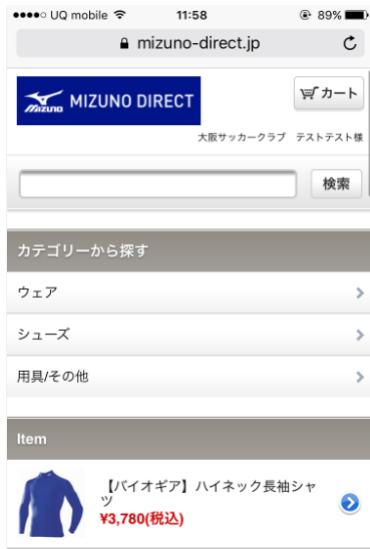 UQ mobile 11:58 89%
mizuno-direct.jp
Mizuno MIZUNO DIRECT
カート
大阪サッカークラブ テストテスト様
検索
カテゴリーから探す
ウェア
シューズ
用具/その他
Item
【バイオギア】ハイネック長袖シャ
ツ
¥3,780(税込)